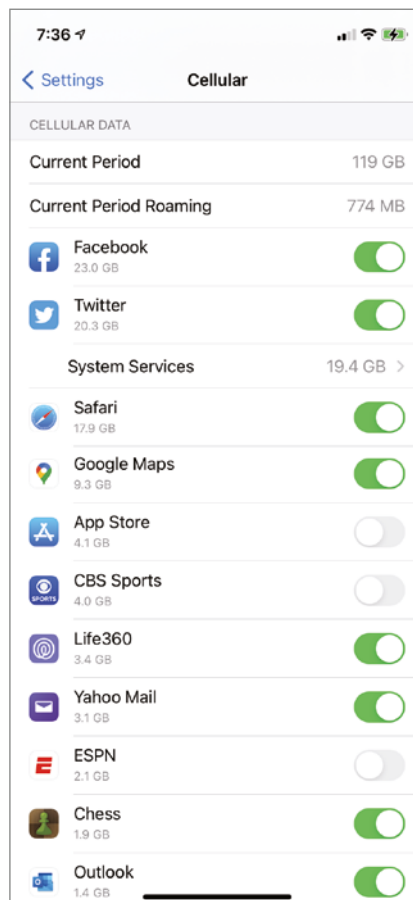 7:36
Settings
Cellular
CELLULAR DATA
Current Period 119 GB
Current Period Roaming 774 MB
Facebook
23.0 GB
Twitter
20.3 GB
System Services 19.4 GB
Safari
17.9 GB
Google Maps
9.3 GB
App Store
4.1 GB
CBS Sports
4.0 GB
SPORTS
Life360
3.4 GB
Yahoo Mail
3.1 GB
ESPN
2.1 GB
Chess
1.9 GB
Outlook
1.4 GB